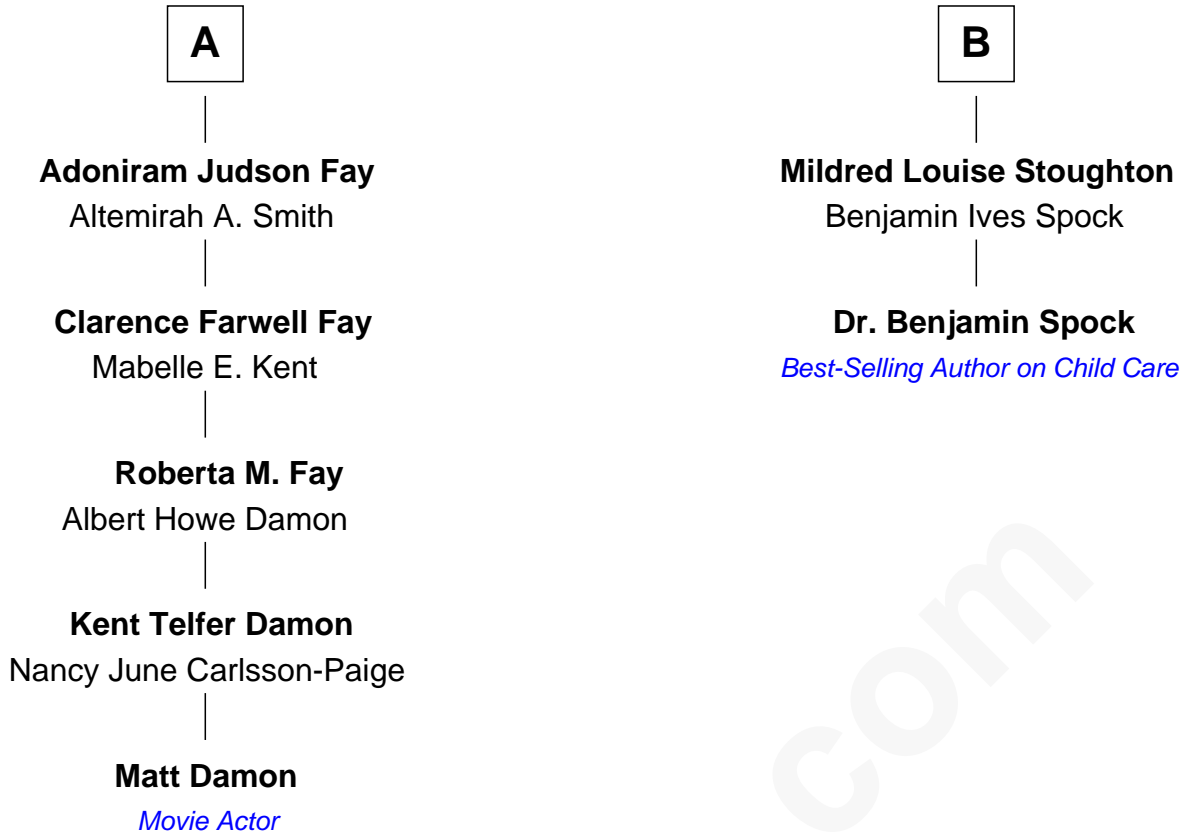 A
Adoniram Judson Fay
Altemirah A. Smith
Clarence Farwell Fay
Mabelle E. Kent
Roberta M. Fay
Albert Howe Damon
Kent Telfer Damon
Nancy June Carlsson-Paige
Matt Damon
Movie Actor
B
Mildred Louise Stoughton
Benjamin Ives Spock
Dr. Benjamin Spock
Best-Selling Author on Child Care
com